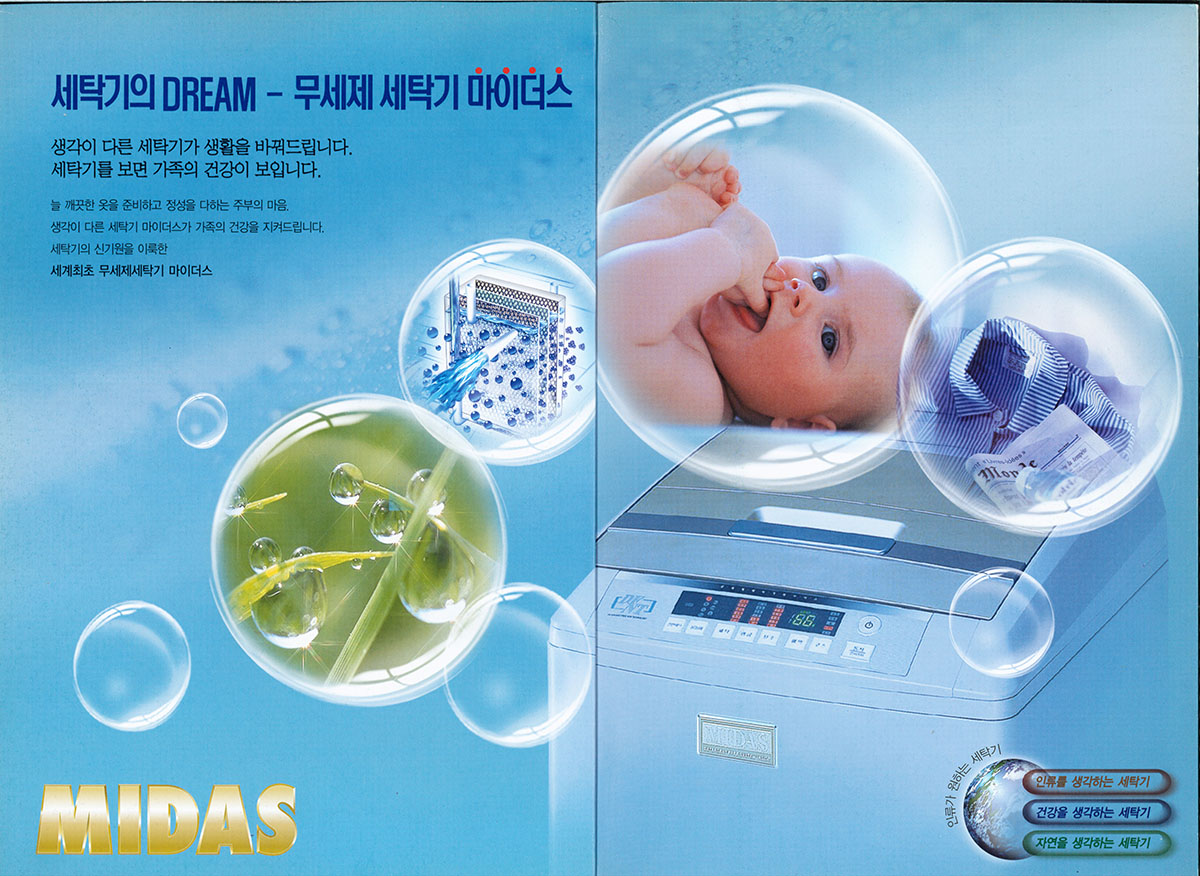 세탁기의 DREAM - 무세제 세탁기 마이더스
생각이 다른 세탁기가 생활을 바꿔드립니다.
세탁기를 보면 가족의 건강이 보입니다.
늘 깨끗한 옷을 준비하고 정성을 다하는 주부의 마음.
생각이 다른 세탁기 마이더스가 가족의 건강을 지켜드립니다.
세탁기의 신기원을 이룩한
세계최초 무세제세탁기 마이더스
Monde
MIDAS
MIDAS
인류가 원하는 세탁기
인류를 생각하는 세탁기
건강을 생각하는 세탁기
자연을 생각하는 세탁기